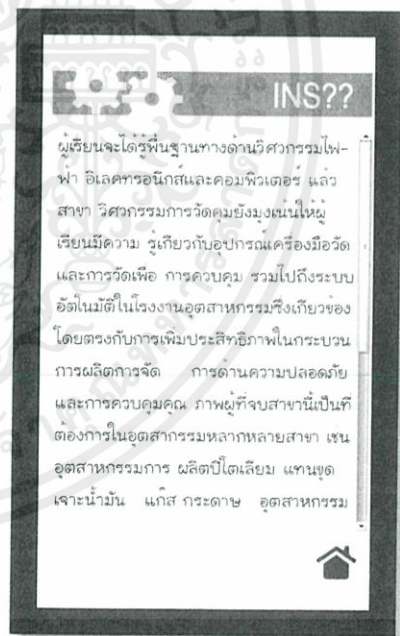 INS??
ผู้เรียนจะได้รู้พื้นฐานทางด้านวิศวกรรมไฟ-
ฟ้า อิเลคทรอนิกส์และคอมพิวเตอร์ แล้ว
สาขา วิศวกรรมการวัดคุมยังมุ่งเน้นให้ผู้
เรียนมีความ รู้เกี่ยวกับอุปกรณ์เครื่องมือวัด
และการวัดเพื่อ การควบคุม รวมไปถึงระบบ
อัตโนมัติในโรงงานอุตสาหกรรมซึ่งเกี่ยวข้อง
โดยตรงกับการเพิ่มประสิทธิภาพในกระบวน
การผลิตการจัด การด้านความปลอดภัย
และการควบคุมคุณ ภาพผู้ที่จบสาขานี้เป็นที่
ต้องการในอุตสากรรมหลากหลายสาขา เช่น
อุตสาหกรรมการ ผลิตปิโตเลียม แท่นขุด
เจาะน้ำมัน แก๊ส กระดาษ อุตสาหกรรม